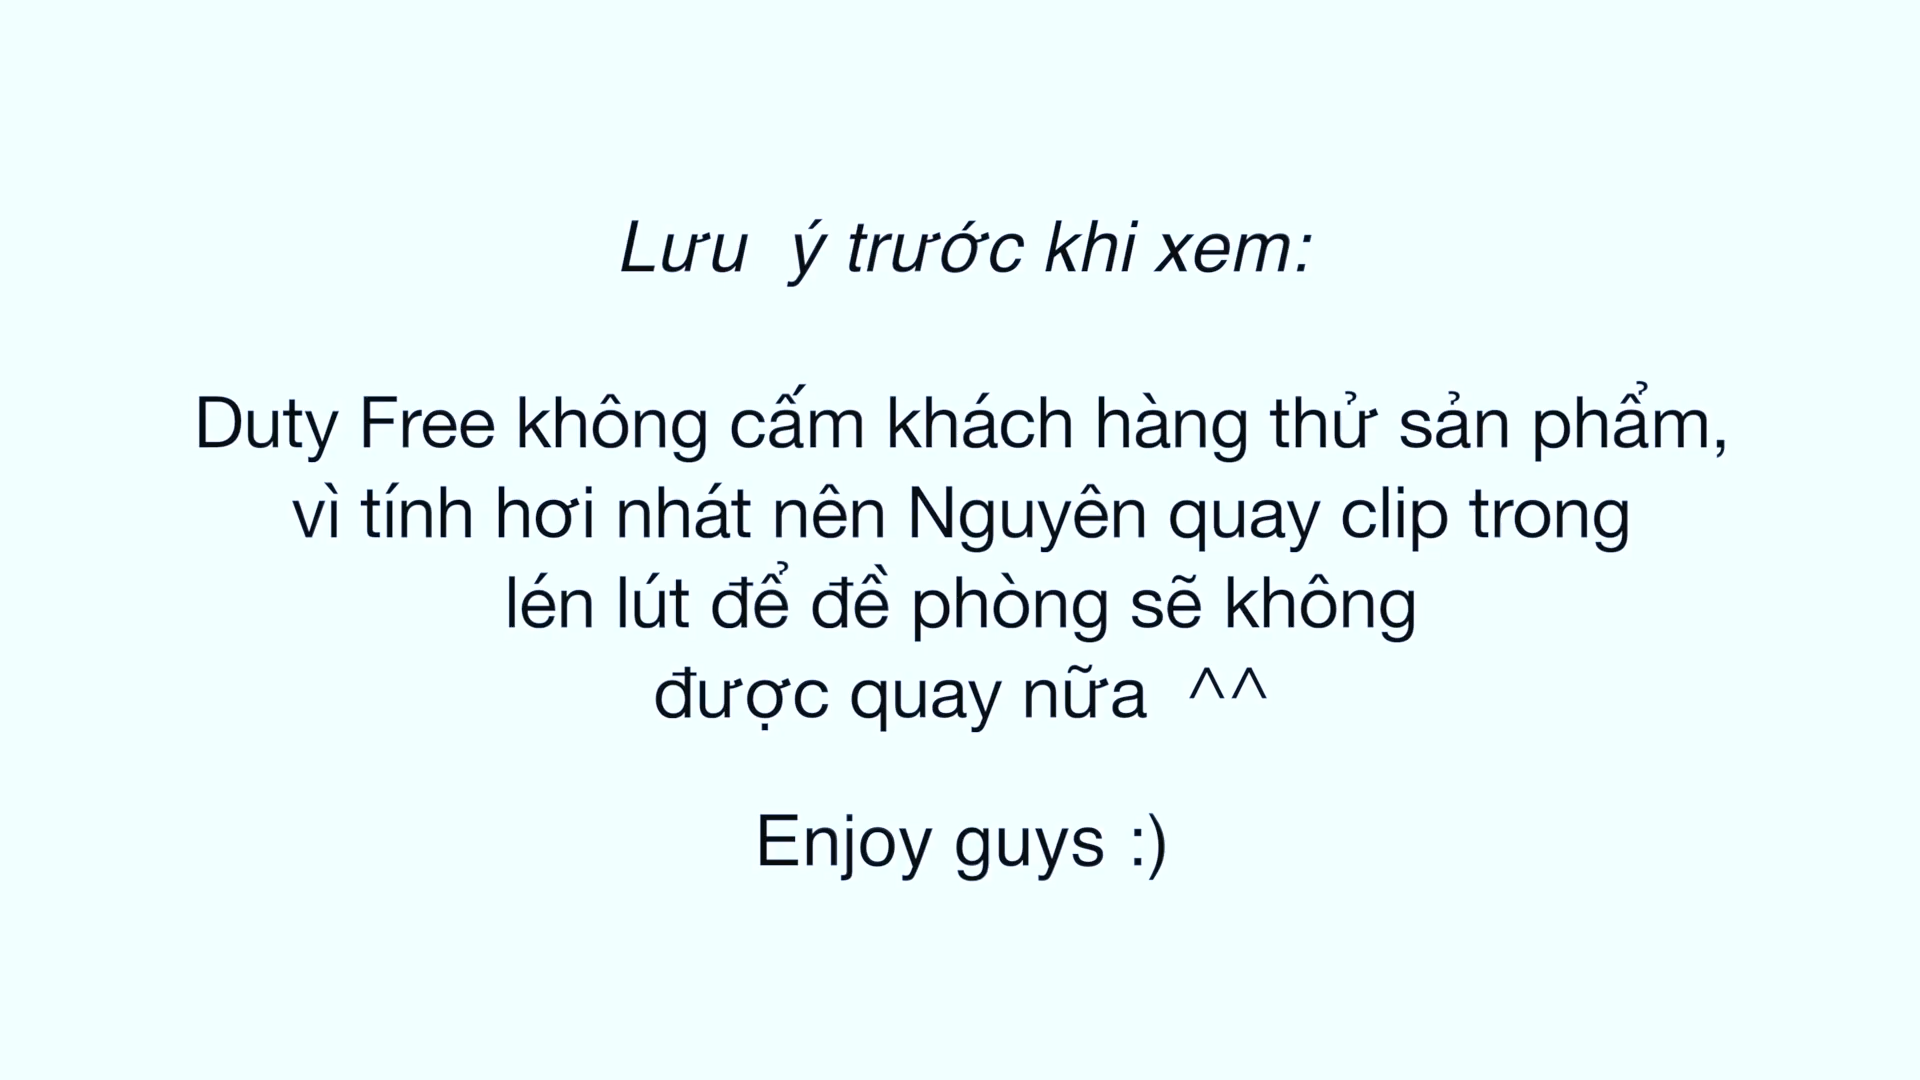 Lưu  ý trước khi xem:
Duty Free không cấm khách hàng thử sản phẩm,
vì tính hơi nhát nên Nguyên quay clip trong
lén lút để đề phòng sẽ không
được quay nữa  ^^
Enjoy guys :)